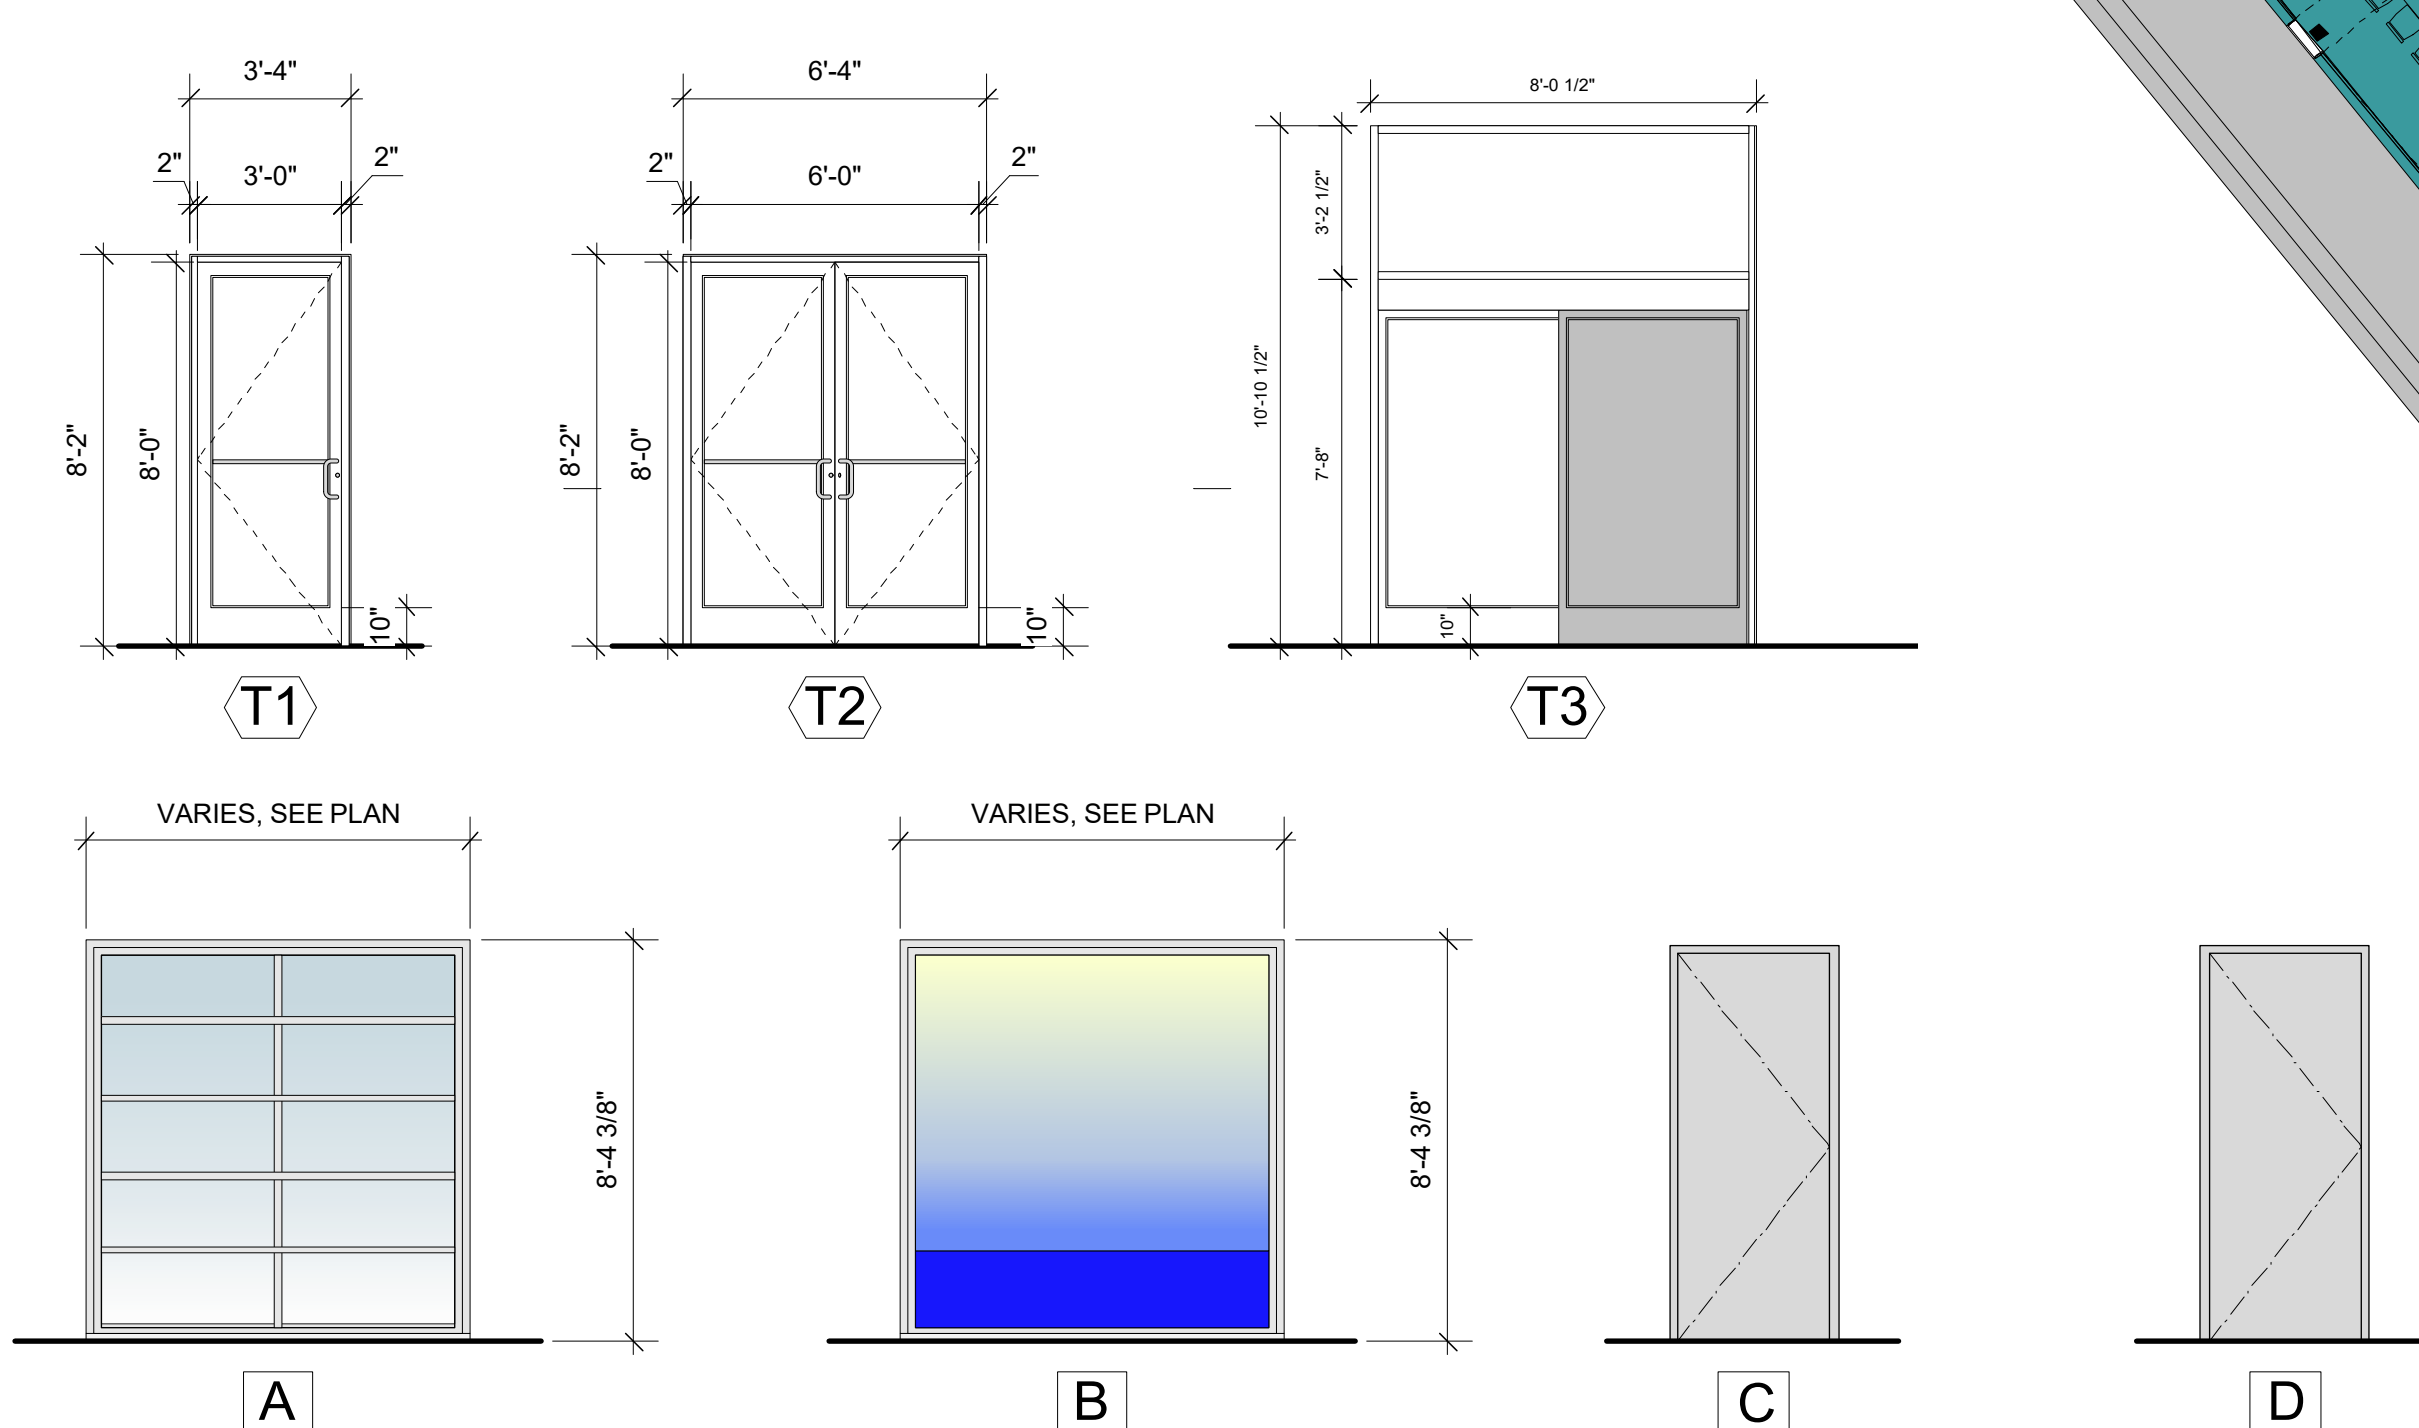 3'-4"
2"
3'-0"
2"
8'-2"
8'-0"
10"
T1
6'-4"
2"
6'-0"
2"
8'-2"
8'-0"
10"
T2
8'-0 1/2"
3'-2 1/2"
10'-10 1/2"
7'-8"
10"
T3
VARIES, SEE PLAN
8'-4 3/8"
A
VARIES, SEE PLAN
8'-4 3/8"
B
C
D